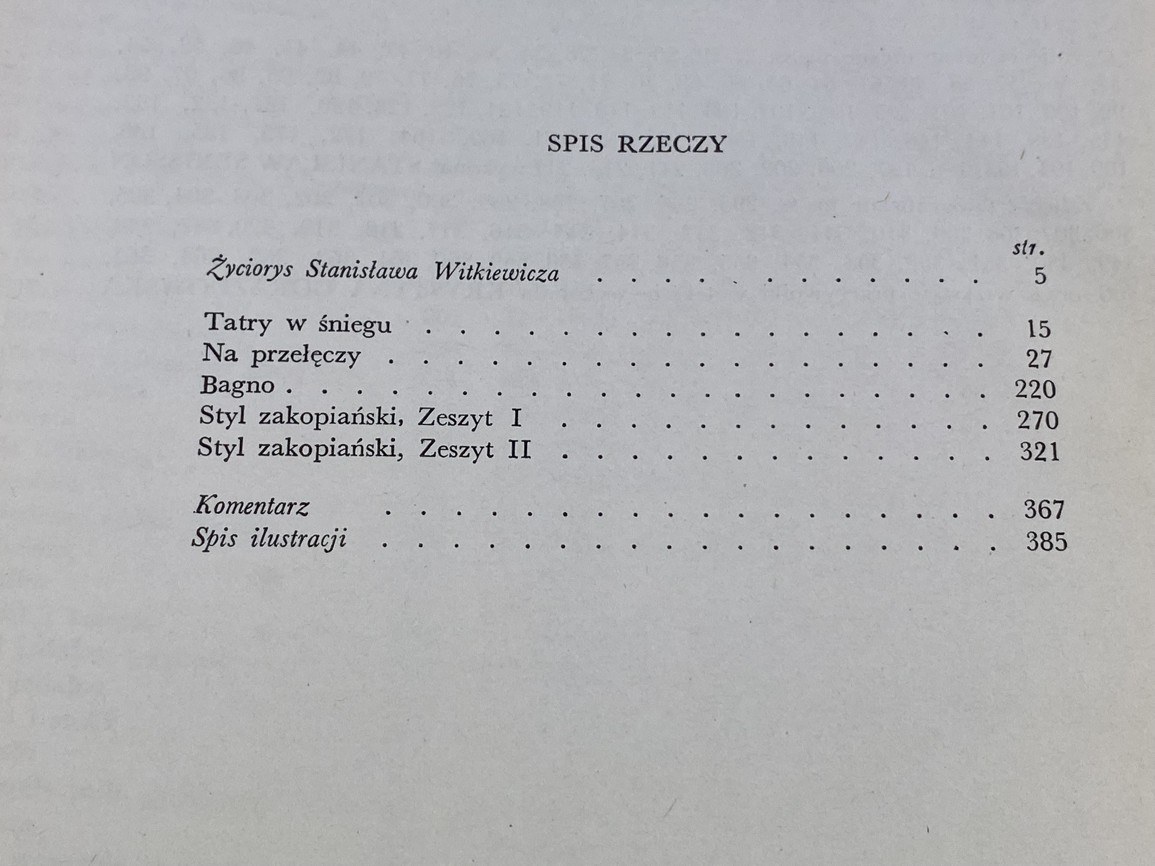 SPIS RZECZY
str.
Życiorys Stanisława Witkiewicza . . . . . . . . . . . . 5
Tatry w śniegu . . . . . . . . . . . . . . . . . 15
Na przełęczy . . . . . . . . . . . . . . . . . . 27
Bagno . . . . . . . . . . . . . . . . . . . . . 220
Styl zakopiański, Zeszyt I . . . . . . . . . . . . . 270
Styl zakopiański, Zeszyt II . . . . . . . . . . . . . 321
Komentarz . . . . . . . . . . . . . . . . . . 367
Spis ilustracji . . . . . . . . . . . . . . . . . . 385